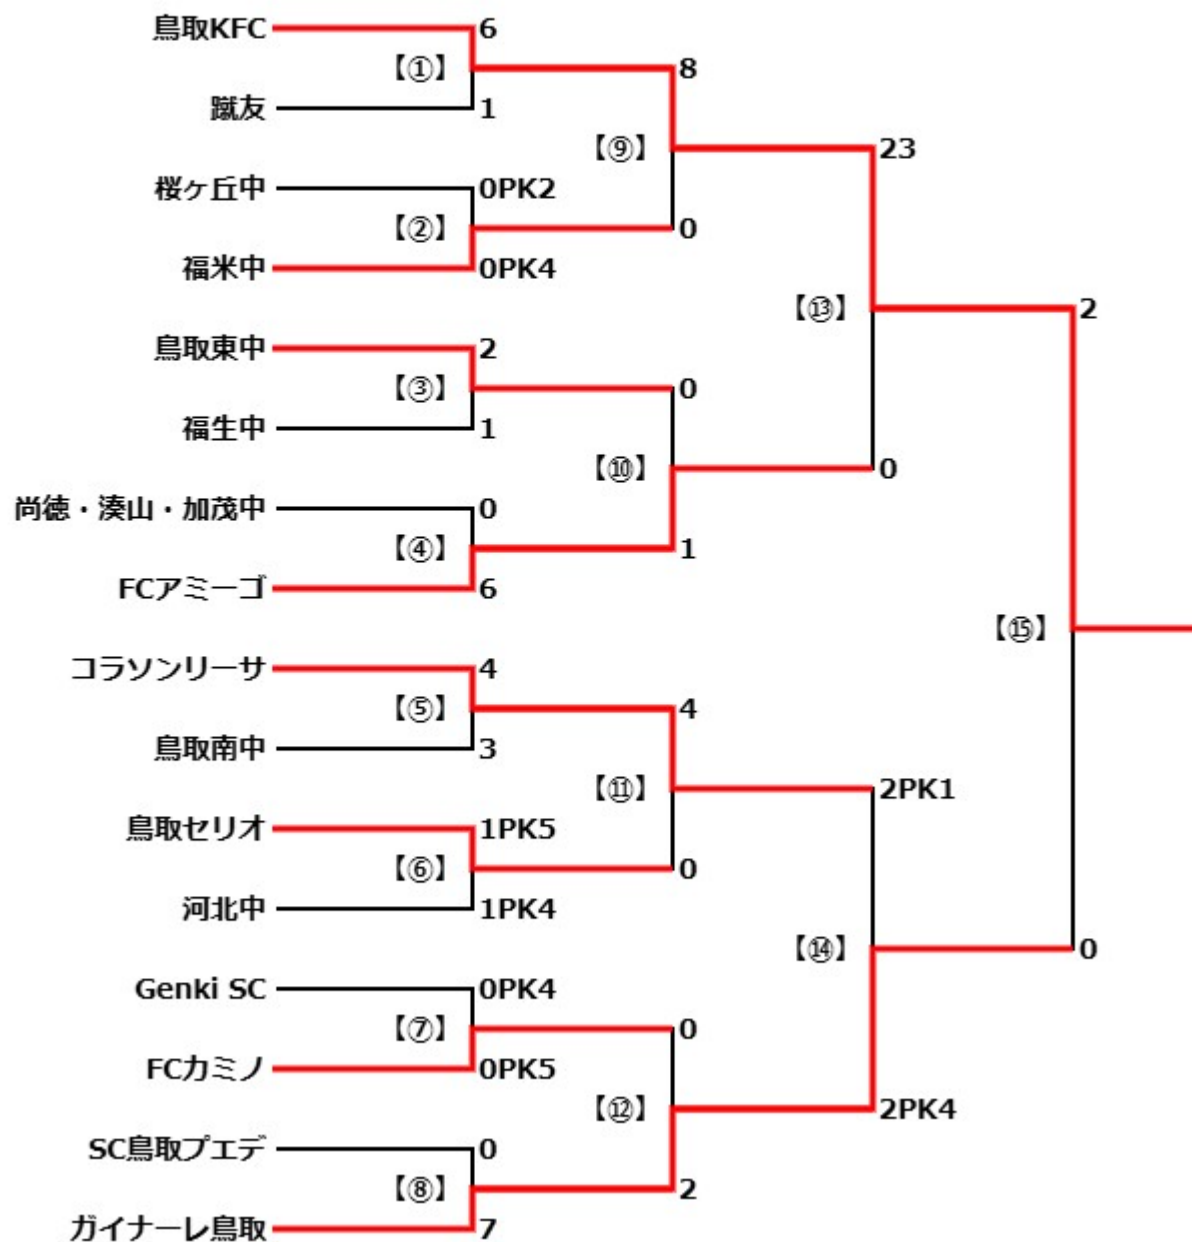 鳥取KFC 6
【①】 8
蹴友 1
【⑨】 23
桜ヶ丘中 0PK2
【②】 0
福米中 0PK4
【⑬】 2
鳥取東中 2
【③】 0
福生中 1
【⑩】 0
尚徳・湊山・加茂中 0
【④】 1
FCアミーゴ 6
【⑮】
コラソンリーサ 4
【⑤】 4
鳥取南中 3
【⑪】 2PK1
鳥取セリオ 1PK5
【⑥】 0
河北中 1PK4
【⑭】 0
Genki SC 0PK4
【⑦】 0
FCカミノ 0PK5
【⑫】 2PK4
SC鳥取プエデ 0
【⑧】 2
ガイナーレ鳥取 7